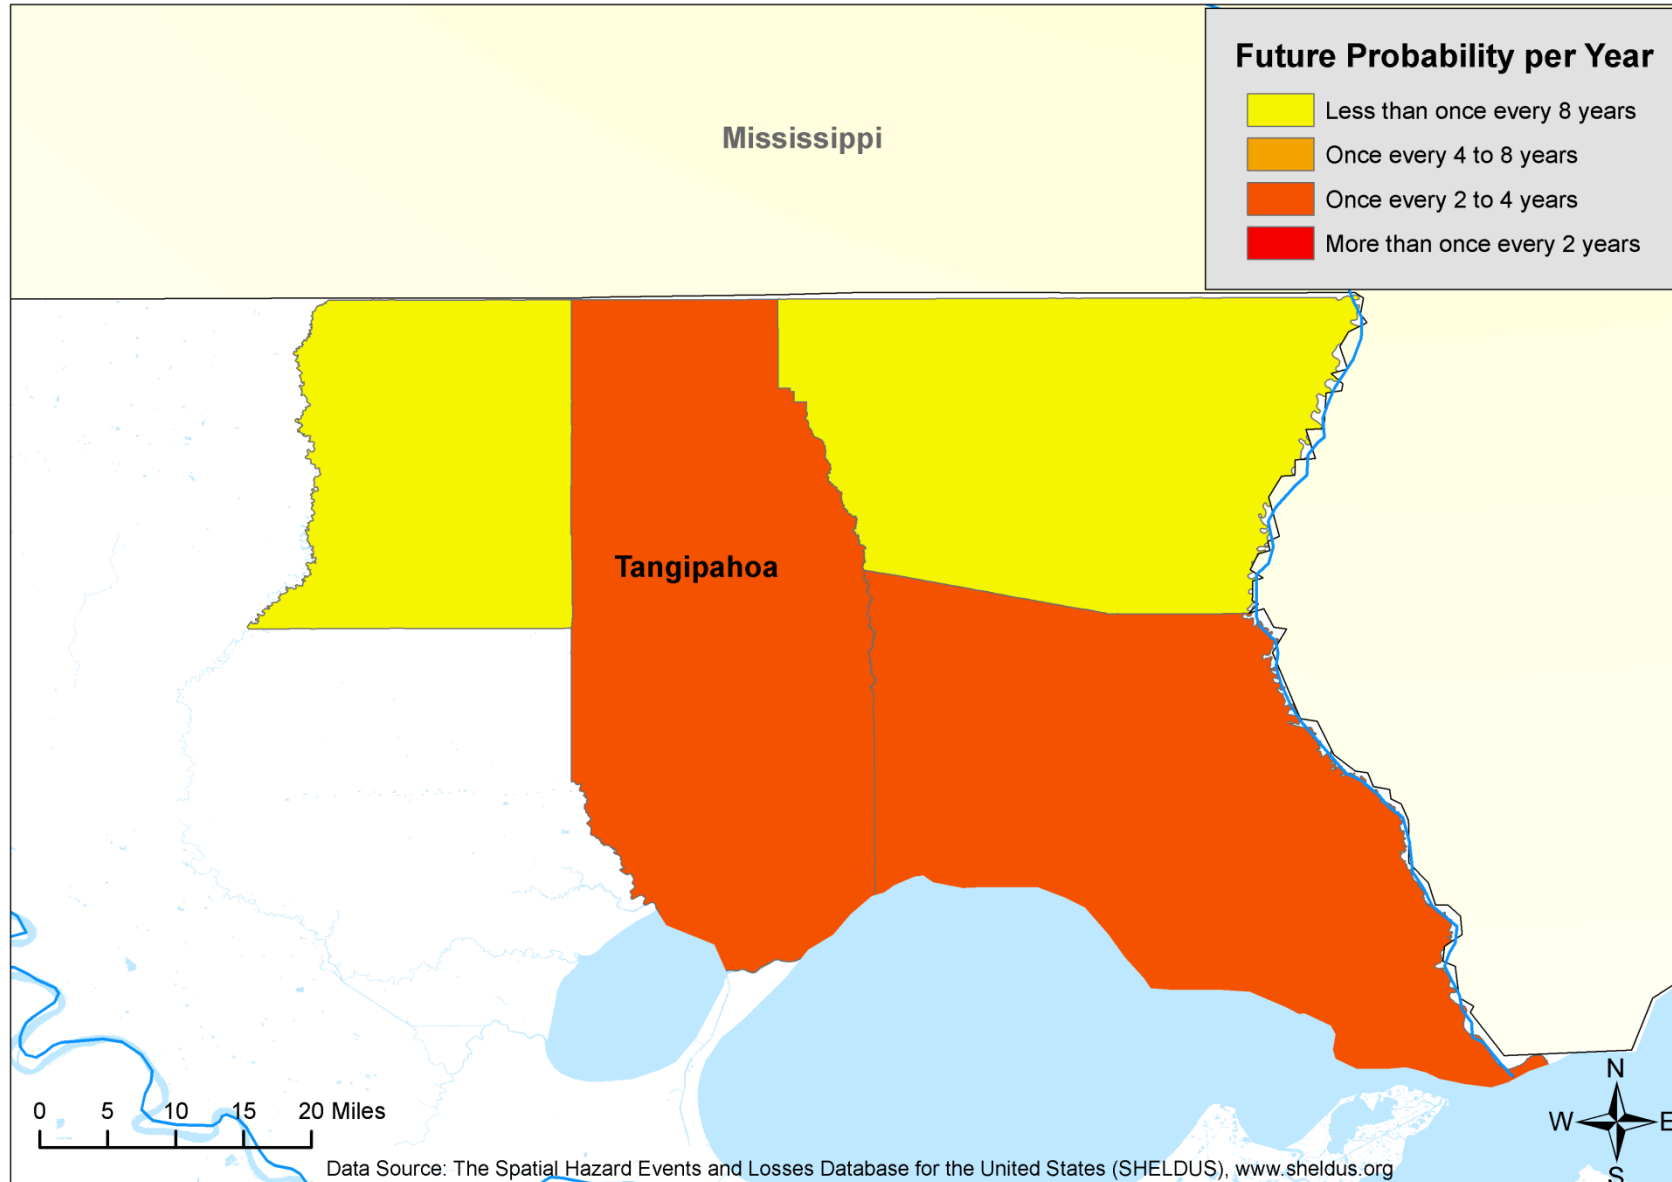 Future Probability per Year
Less than once every 8 years
Once every 4 to 8 years
Once every 2 to 4 years
More than once every 2 years
Mississippi
Tangipahoa
0 5 10 15 20 Miles
N
W E
S
Data Source: The Spatial Hazard Events and Losses Database for the United States (SHELDUS), www.sheldus.org